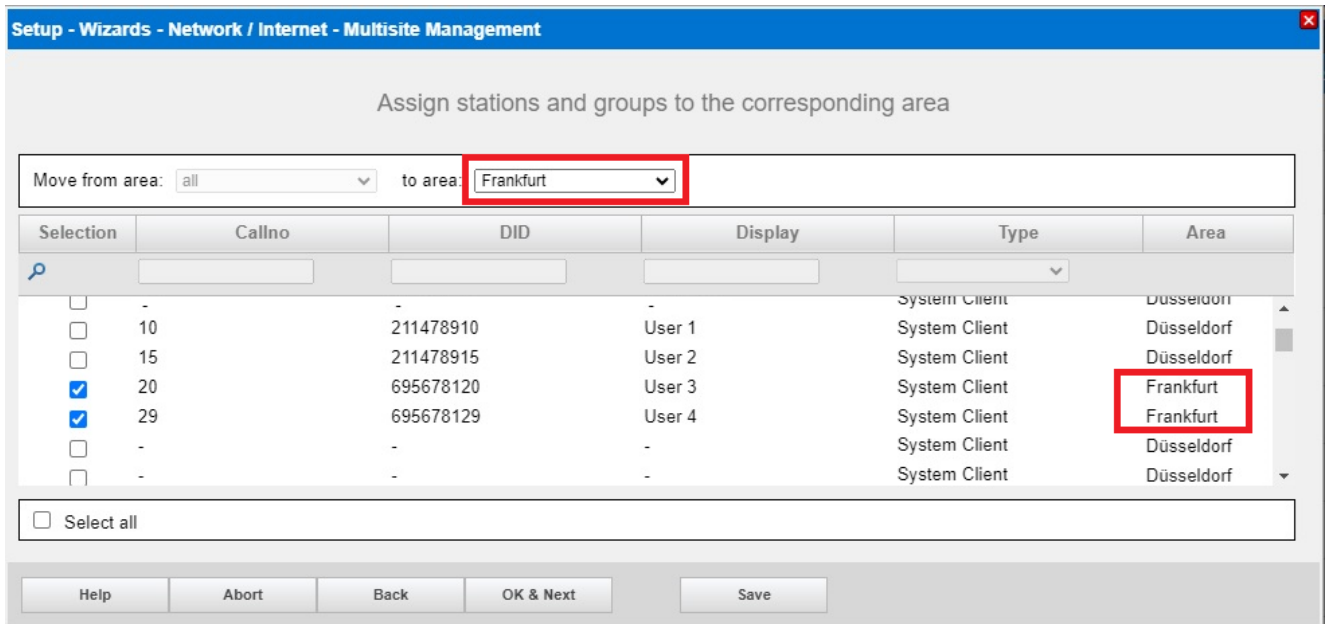 Setup - Wizards - Network / Internet - Multisite Management
Assign stations and groups to the corresponding area
Move from area: all to area: Frankfurt
Selection Callno DID Display Type Area
- - - System Client Düsseldorf
10 211478910 User 1 System Client Düsseldorf
15 211478915 User 2 System Client Düsseldorf
20 695678120 User 3 System Client Frankfurt
29 695678129 User 4 System Client Frankfurt
- - - System Client Düsseldorf
- - - System Client Düsseldorf
Select all
Help Abort Back OK & Next Save